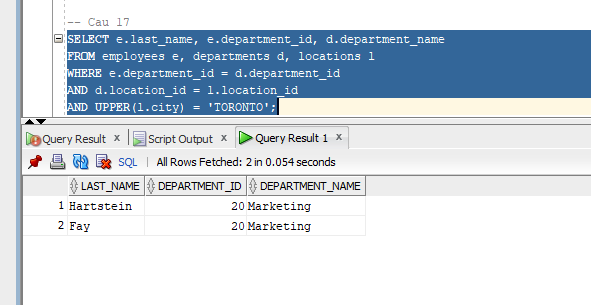 -- Cau 17
SELECT e.last_name, e.department_id, d.department_name
FROM employees e, departments d, locations l
WHERE e.department_id = d.department_id
AND d.location_id = l.location_id
AND UPPER(l.city) = 'TORONTO';
Query Result x Script Output x Query Result 1 x
SQL | All Rows Fetched: 2 in 0.054 seconds
LAST_NAME DEPARTMENT_ID DEPARTMENT_NAME
1 Hartstein 20 Marketing
2 Fay 20 Marketing